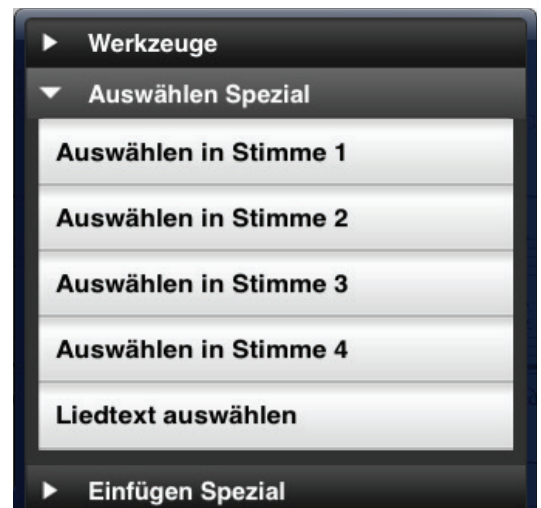 Werkzeuge
Auswählen Spezial
Auswählen in Stimme 1
Auswählen in Stimme 2
Auswählen in Stimme 3
Auswählen in Stimme 4
Liedtext auswählen
Einfügen Spezial